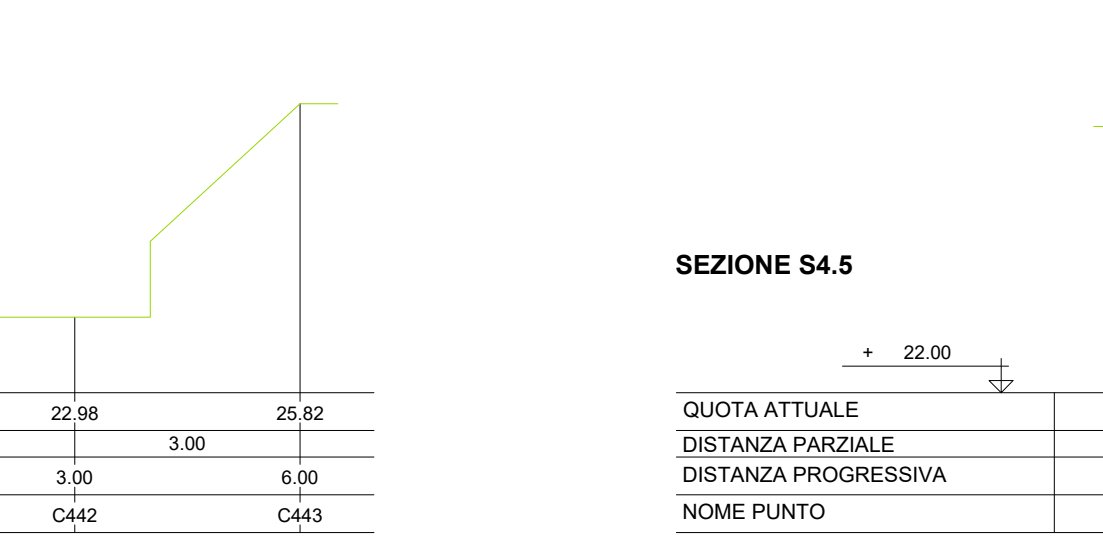 22.98 25.82
3.00
3.00 6.00
C442 C443
SEZIONE S4.5
+ 22.00
QUOTA ATTUALE
DISTANZA PARZIALE
DISTANZA PROGRESSIVA
NOME PUNTO